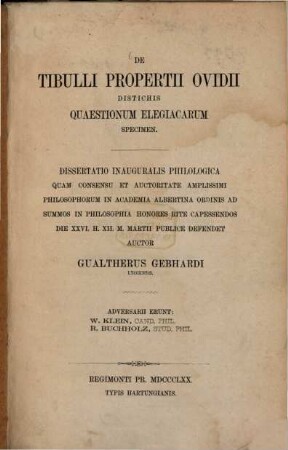 DE
TIBULLI PROPERTII OVIDII
DISTICHIS
QUAESTIONUM ELEGIACARUM
SPECIMEN.
DISSERTATIO INAUGURALIS PHILOLOGICA
QUAM CONSENSU ET AUCTORITATE AMPLISSIMI
PHILOSOPHORUM IN ACADEMIA ALBERTINA ORDINIS AD
SUMMOS IN PHILOSOPHIA HONORES RITE CAPESSENDOS
DIE XXVI. H. XII. M. MARTII PUBLICE DEFENDET
AUCTOR
GUALTHERUS GEBHARDI
LYCCENSIS.
ADVERSARII ERUNT:
W. KLEIN, CAND. PHIL.
R. BUCHHOLZ, STUD. PHIL.
REGIMONTI PR. MDCCCLXX.
TYPIS HARTUNGIANIS.